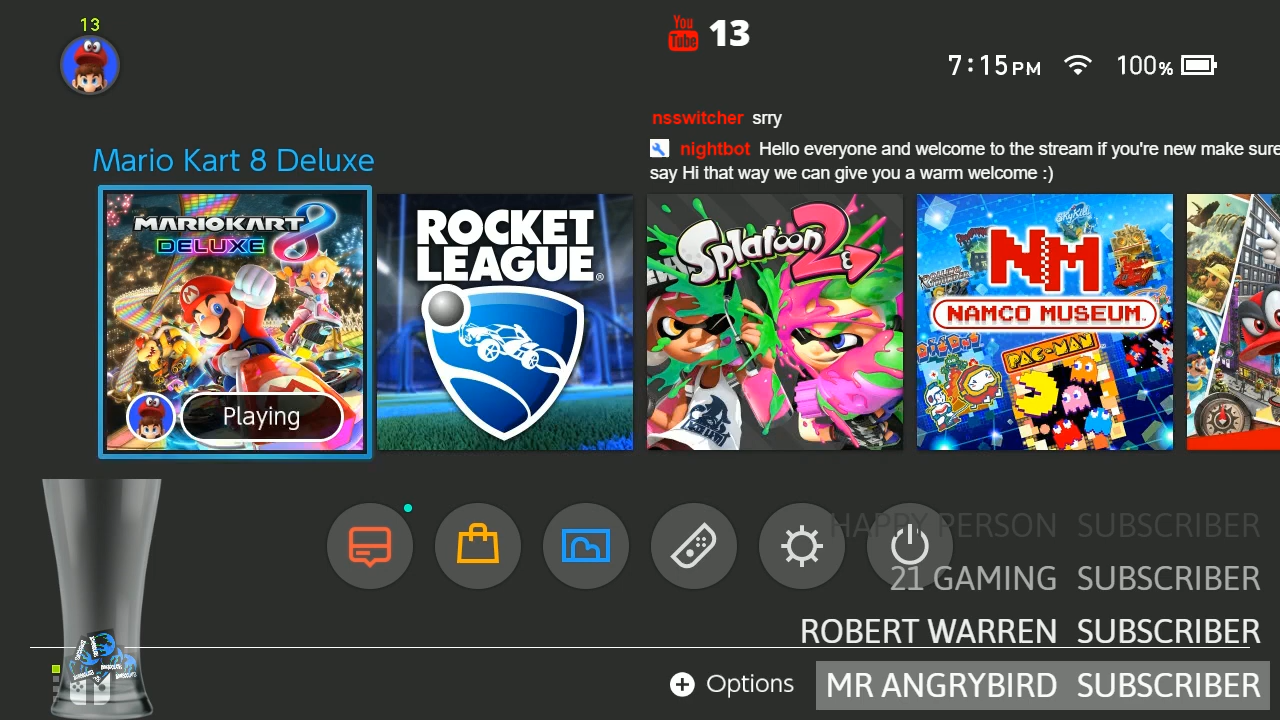 13
You
Tube
13
7:15PM
100%
nsswitcher srry
nightbot Hello everyone and welcome to the stream if you're new make sure
say Hi that way we can give you a warm welcome :)
Mario Kart 8 Deluxe
MARIOKART 8
DELUXE
Playing
ROCKET
LEAGUE®
Splatoon 2
NM
NAMCO MUSEUM
PAC-MAN
HAPPY PERSON SUBSCRIBER
21 GAMING SUBSCRIBER
ROBERT WARREN SUBSCRIBER
MR ANGRYBIRD SUBSCRIBER
Options